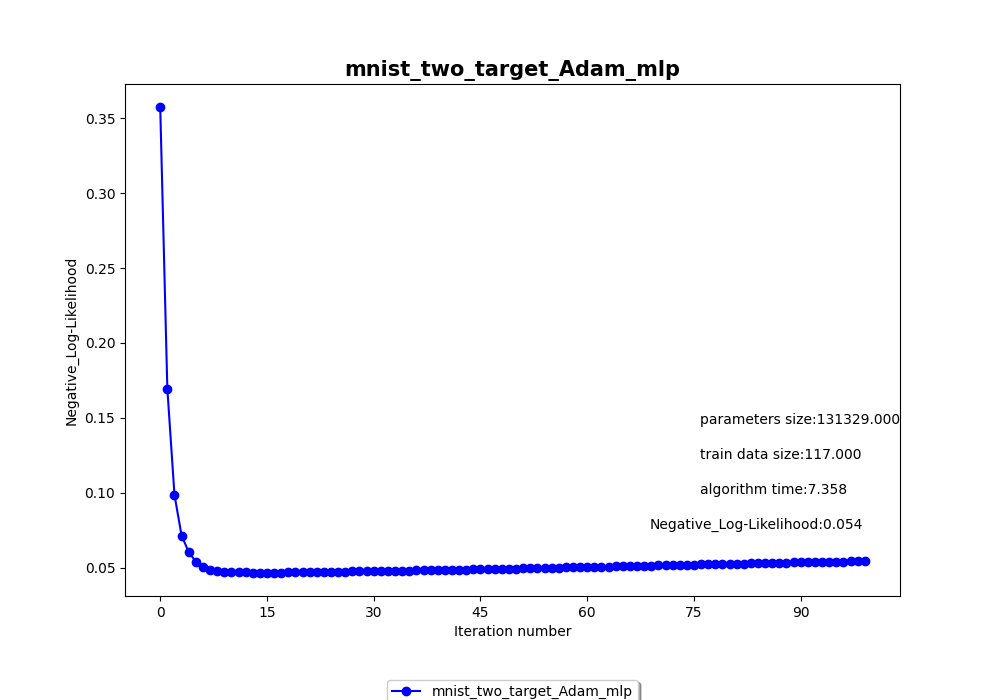 mnist_two_target_Adam_mlp
0.35
0.30
0.25
0.20
0.15
0.10
0.05
Negative_Log-Likelihood
parameters size:131329.000
train data size:117.000
algorithm time:7.358
Negative_Log-Likelihood:0.054
0 15 30 45 60 75 90
Iteration number
mnist_two_target_Adam_mlp